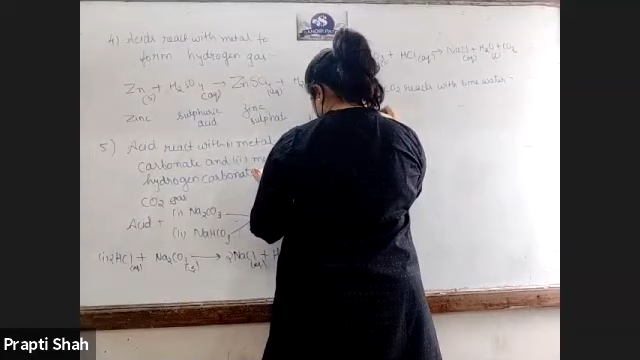 4) Acids react with metal to
form hydrogen gas:-
Zn(s) + H2SO4(aq) → ZnSO4(aq) + H2
Zinc sulphuric acid zinc sulphate
5) Acid react with (i) metal
carbonate and (ii)
hydrogen carbonate
CO2 gas
Acid +
(i) Na2CO3
(ii) NaHCO3
(i) 2HCl(aq) + Na2CO3(s) → 2NaCl(aq) + H
+ HCl(aq) → NaCl(aq) + H2O(l) + CO2
CO2 reacts with lime water:-
Prapti Shah